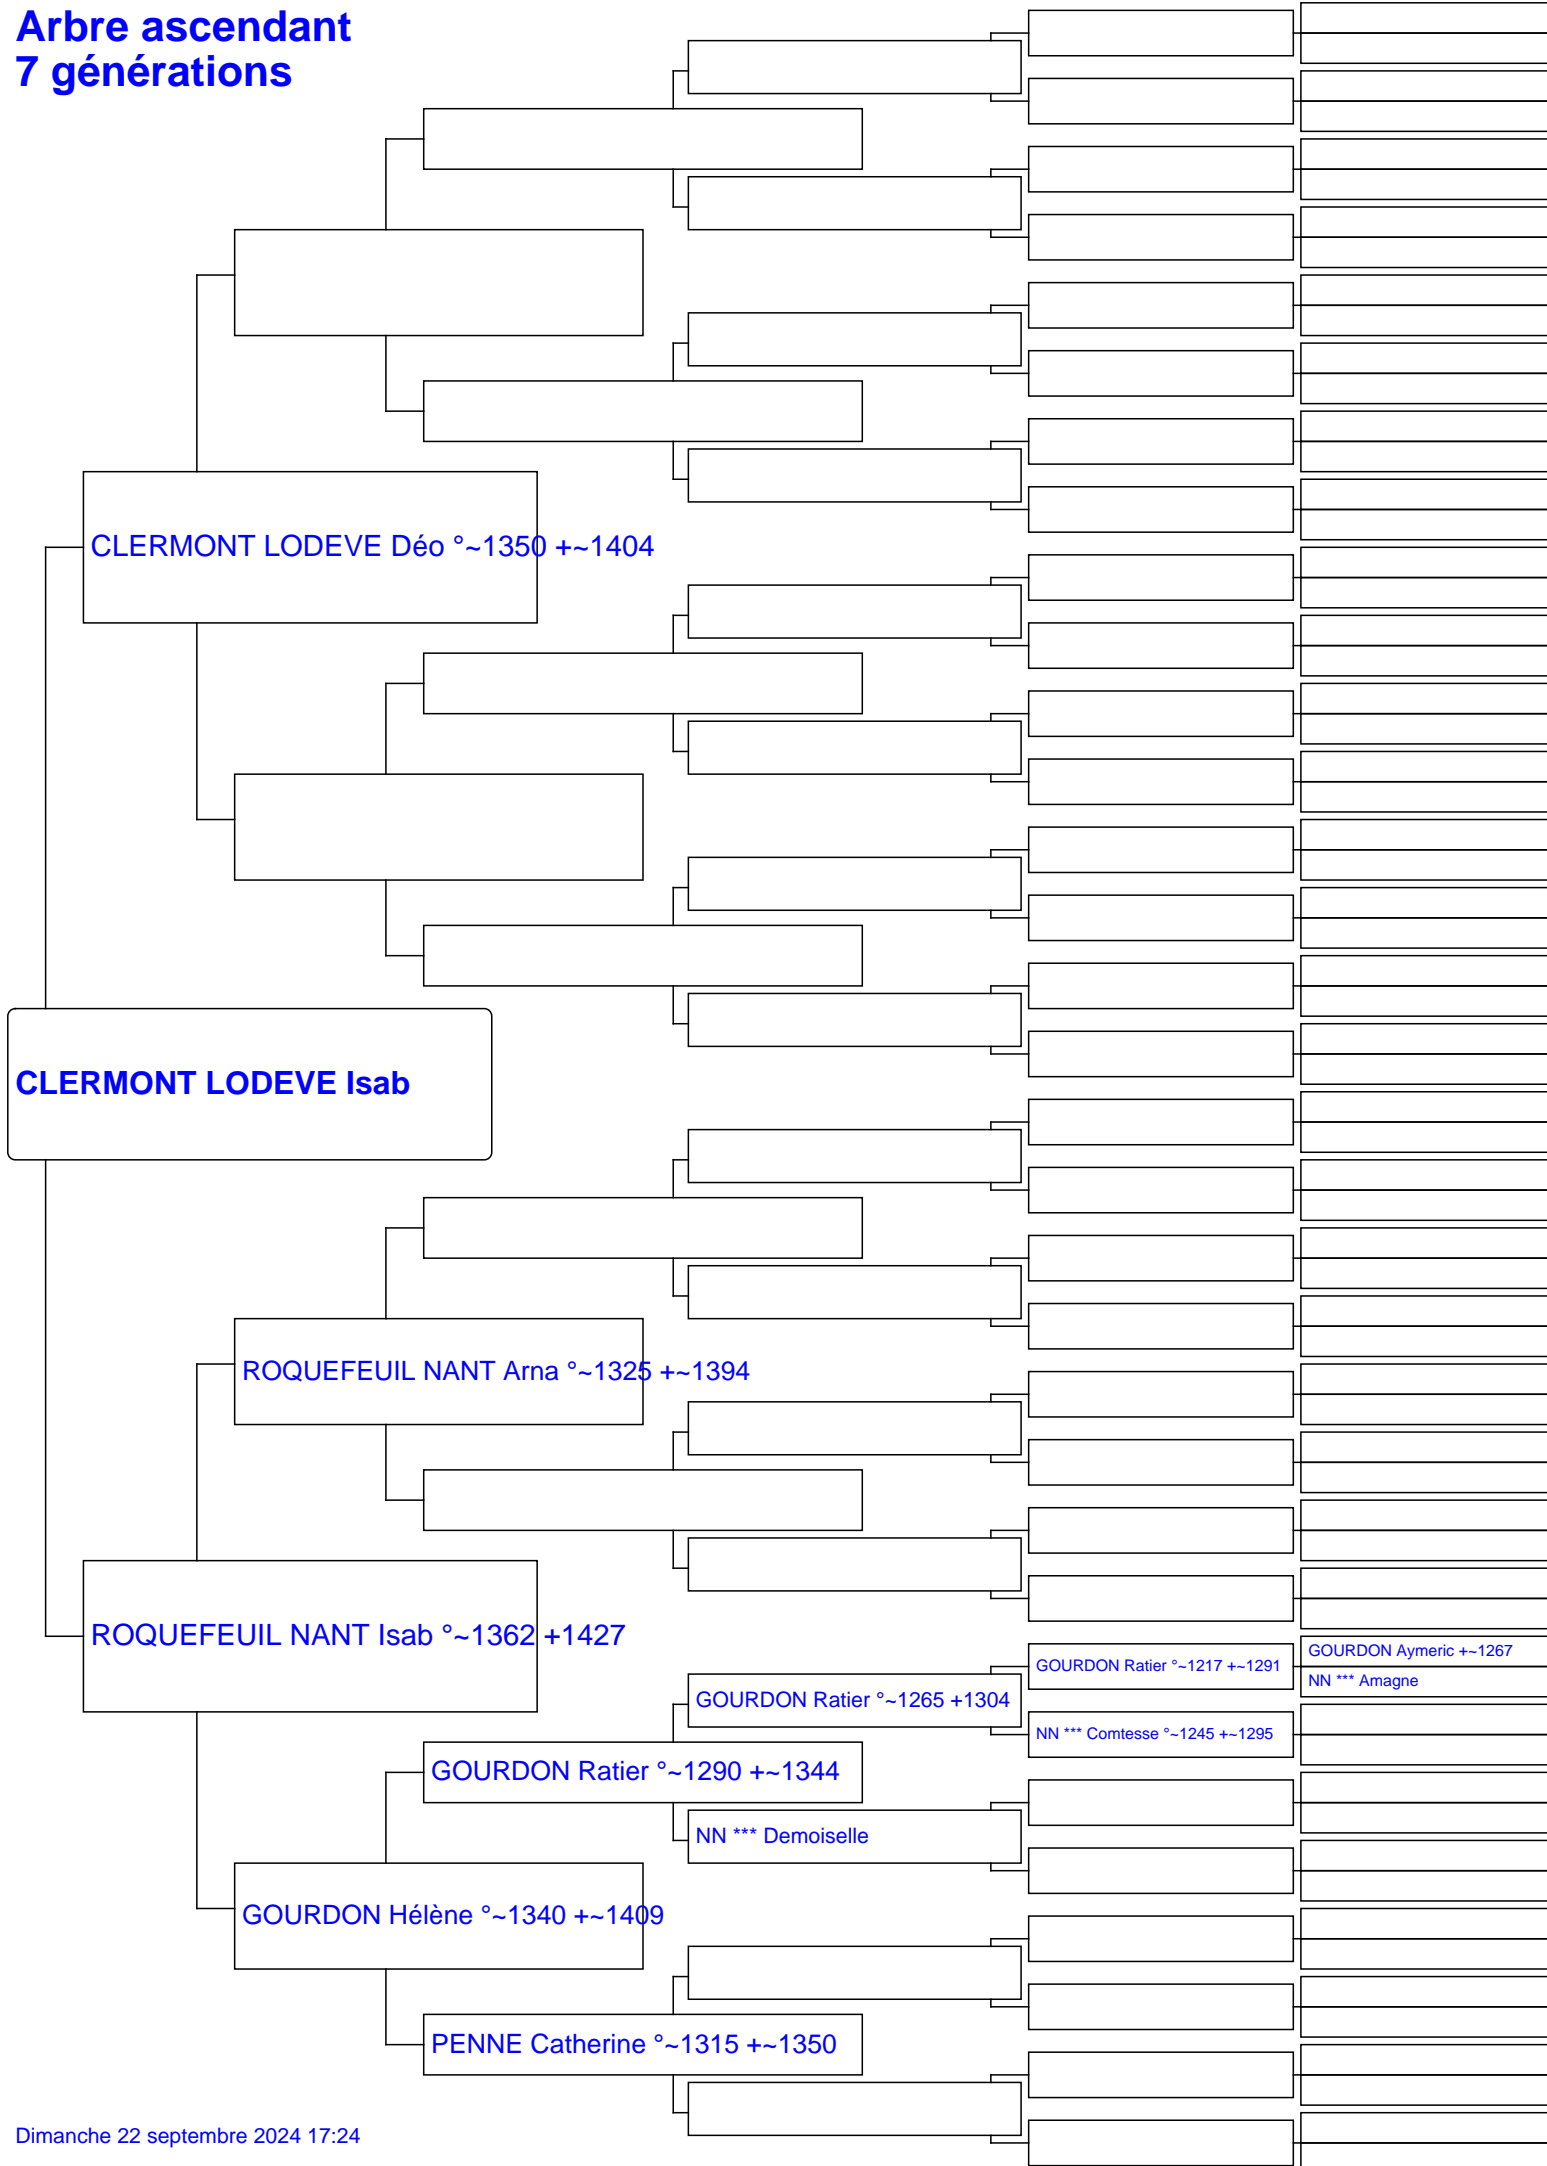 Arbre ascendant
7 générations
CLERMONT LODEVE Déo °~1350 +~1404
CLERMONT LODEVE Isab
ROQUEFEUIL NANT Arna °~1325 +~1394
ROQUEFEUIL NANT Isab °~1362 +1427
GOURDON Aymeric +~1267
GOURDON Ratier °~1217 +~1291
NN *** Amagne
GOURDON Ratier °~1265 +1304
NN *** Comtesse °~1245 +~1295
GOURDON Ratier °~1290 +~1344
NN *** Demoiselle
GOURDON Hélène °~1340 +~1409
PENNE Catherine °~1315 +~1350
Dimanche 22 septembre 2024 17:24